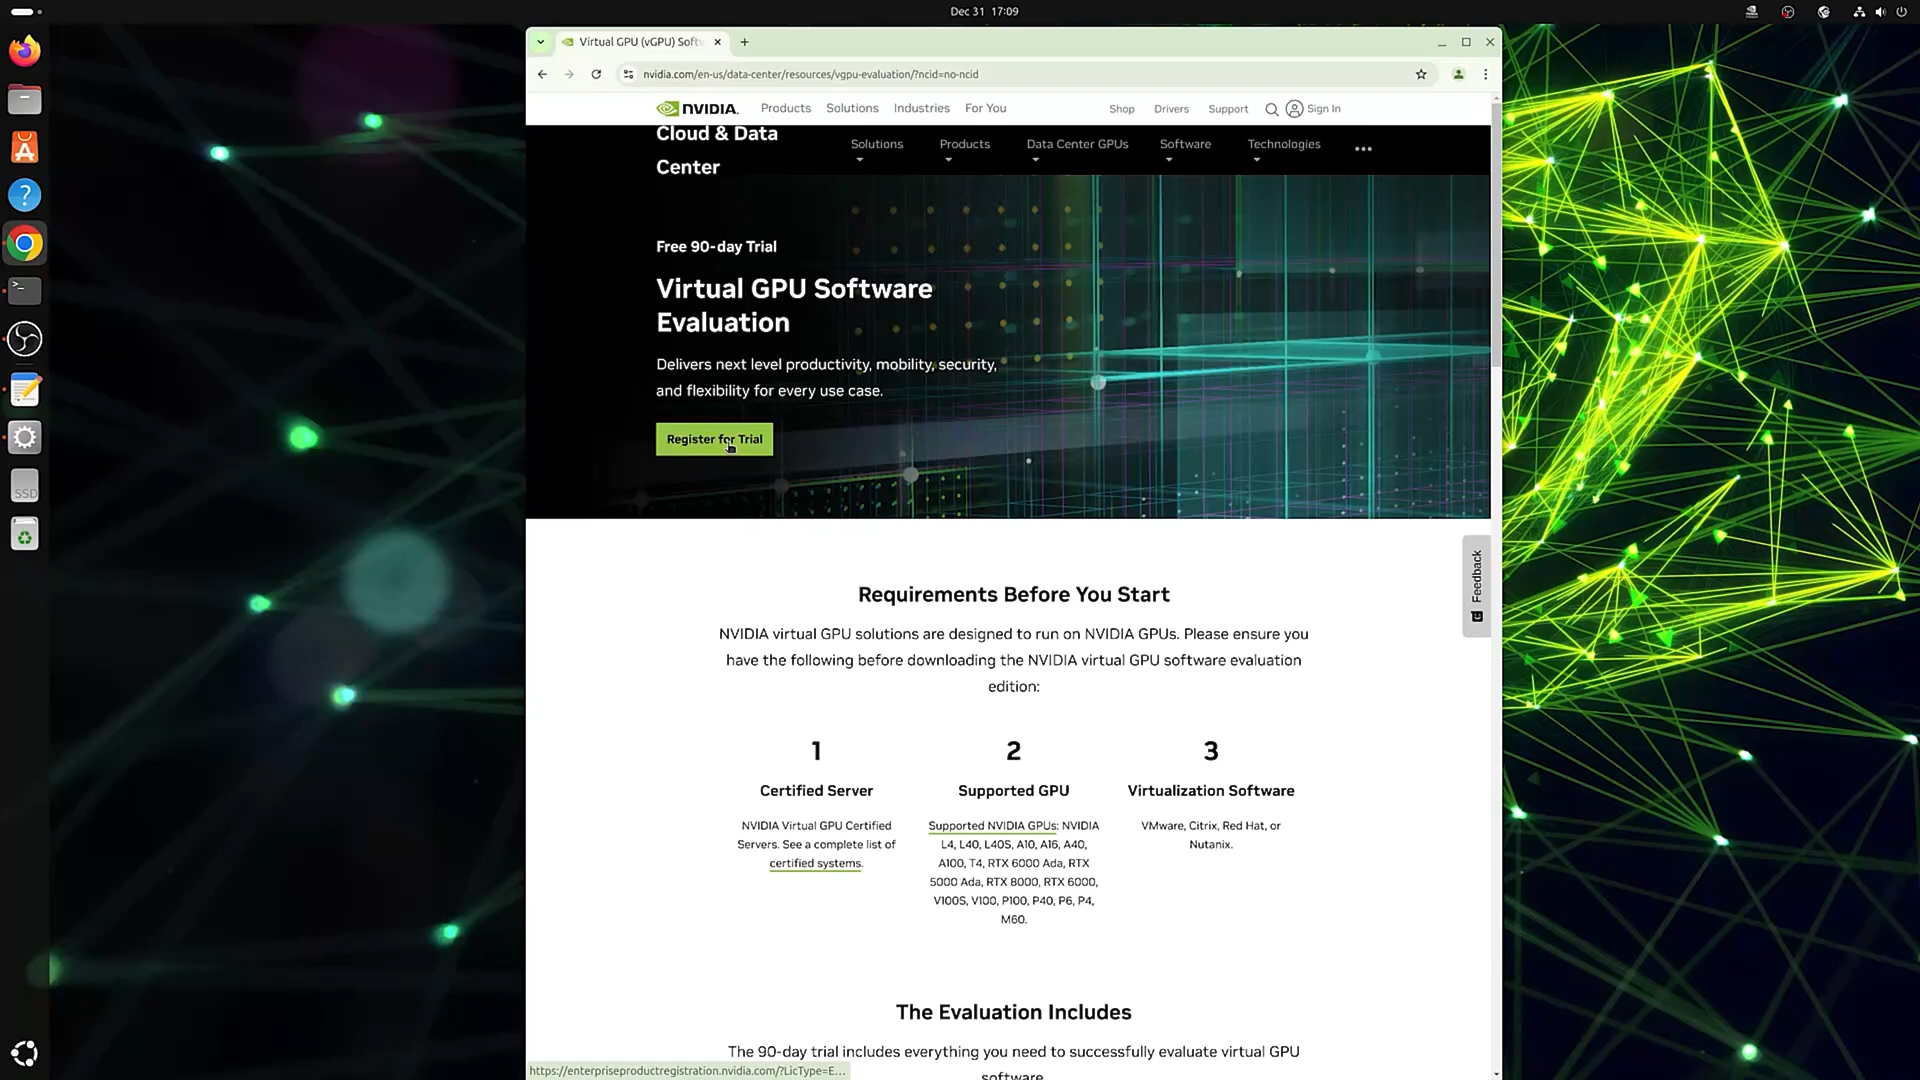 Dec 31 17:09
Virtual GPU (vGPU) Softw
nvidia.com/en-us/data-center/resources/vgpu-evaluation/?ncid=no-ncid
NVIDIA. Products Solutions Industries For You Shop Drivers Support Sign In
Cloud & Data
Center
Solutions Products Data Center GPUs Software Technologies
Free 90-day Trial
Virtual GPU Software
Evaluation
Delivers next level productivity, mobility, security,
and flexibility for every use case.
Register for Trial
Feedback
Requirements Before You Start
NVIDIA virtual GPU solutions are designed to run on NVIDIA GPUs. Please ensure you
have the following before downloading the NVIDIA virtual GPU software evaluation
edition:
1
Certified Server
NVIDIA Virtual GPU Certified
Servers. See a complete list of
certified systems.
2
Supported GPU
Supported NVIDIA GPUs: NVIDIA
L4, L40, L40S, A10, A16, A40,
A100, T4, RTX 6000 Ada, RTX
5000 Ada, RTX 8000, RTX 6000,
V100S, V100, P100, P40, P6, P4,
M60.
3
Virtualization Software
VMware, Citrix, Red Hat, or
Nutanix.
The Evaluation Includes
The 90-day trial includes everything you need to successfully evaluate virtual GPU
software.
https://enterpriseproductregistration.nvidia.com/?LicType=E...
SSD